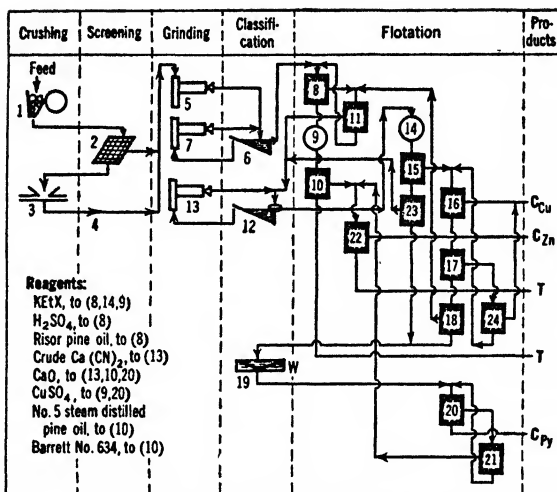 Crushing
Screening
Grinding
Classifi-
cation
Flotation
Pro-
ducts
Feed
1
2
3
4
5
7
6
13
12
8
11
9
10
14
15
23
16
22
17
18
24
C_Cu
C_Zn
T
T
19
W
20
21
C_Py
Reagents:
KEtX, to (8,14,9)
H2SO4, to (8)
Risor pine oil, to (8)
Crude Ca (CN)2, to (13)
CaO, to (13,10,20)
CuSO4, to (9,20)
No. 5 steam distilled
pine oil, to (10)
Barrett No. 634, to (10)